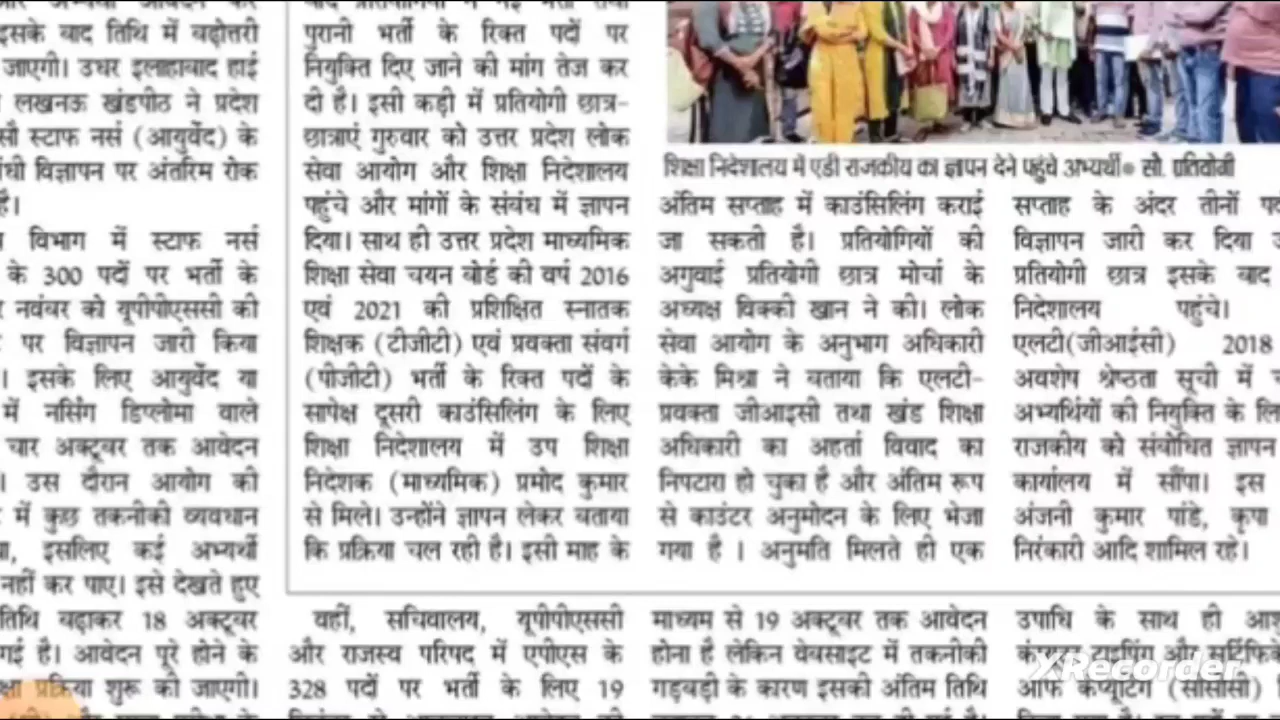 इसके बाद तिथि में बढ़ोत्तरी
जाएगी। उधर इलाहाबाद हाई
लखनऊ खंडपीठ ने प्रदेश
सौ स्टाफ नर्स (आयुर्वेद) के
विज्ञापन पर अंतरिम रोक
है।
विभाग में स्टाफ नर्स
के 300 पदों पर भर्ती के
नवंबर को यूपीपीएससी की
पर विज्ञापन जारी किया
। इसके लिए आयुर्वेद या
में नर्सिंग डिप्लोमा वाले
चार अक्टूबर तक आवेदन
। उस दौरान आयोग की
में कुछ तकनीकी व्यवधान
इसलिए कई अभ्यर्थी
नहीं कर पाए। इसे देखते हुए
तिथि बढ़ाकर 18 अक्टूबर
गई है। आवेदन पूरे होने के
प्रक्रिया शुरू की जाएगी।
पुरानी भर्ती के रिक्त पदों पर
नियुक्ति दिए जाने की मांग तेज कर
दी है। इसी कड़ी में प्रतियोगी छात्र-
छात्राएं गुरुवार को उत्तर प्रदेश लोक
सेवा आयोग और शिक्षा निदेशालय
पहुंचे और मांगों के संबंध में ज्ञापन
दिया। साथ ही उत्तर प्रदेश माध्यमिक
शिक्षा सेवा चयन बोर्ड की वर्ष 2016
एवं 2021 की प्रशिक्षित स्नातक
शिक्षक (टीजीटी) एवं प्रवक्ता संवर्ग
(पीजीटी) भर्ती के रिक्त पदों के
सापेक्ष दूसरी काउंसिलिंग के लिए
शिक्षा निदेशालय में उप शिक्षा
निदेशक (माध्यमिक) प्रमोद कुमार
से मिले। उन्होंने ज्ञापन लेकर बताया
कि प्रक्रिया चल रही है। इसी माह के
शिक्षा निदेशालय में एडी राजकीय का ज्ञापन देने पहुंचे अभ्यर्थी● सौ. प्रतियोगी
अंतिम सप्ताह में काउंसिलिंग कराई
जा सकती है। प्रतियोगियों की
अगुवाई प्रतियोगी छात्र मोर्चा के
अध्यक्ष विक्की खान ने की। लोक
सेवा आयोग के अनुभाग अधिकारी
केके मिश्रा ने बताया कि एलटी-
प्रवक्ता जीआइसी तथा खंड शिक्षा
अधिकारी का अहर्ता विवाद का
निपटारा हो चुका है और अंतिम रूप
से काउंटर अनुमोदन के लिए भेजा
गया है । अनुमति मिलते ही एक
सप्ताह के अंदर तीनों
विज्ञापन जारी कर दिया
प्रतियोगी छात्र इसके बाद
निदेशालय पहुंचे।
एलटी(जीआईसी) 2018
अवशेष श्रेष्ठता सूची में
अभ्यर्थियों की नियुक्ति के
राजकीय को संबोधित ज्ञापन
कार्यालय में सौंपा। इस
अंजनी कुमार पांडे, कृपा
निरंकारी आदि शामिल रहे।
वहीं, सचिवालय, यूपीपीएससी
और राजस्व परिषद में एपीएस के
328 पदों पर भर्ती के लिए 19
माध्यम से 19 अक्टूबर तक आवेदन
होना है लेकिन वेबसाइट में तकनीकी
गड़बड़ी के कारण इसकी अंतिम तिथि
उपाधि के साथ ही
टाइपिंग और
ऑफ कंप्यूटिंग (सीसीसी)
XRecorder